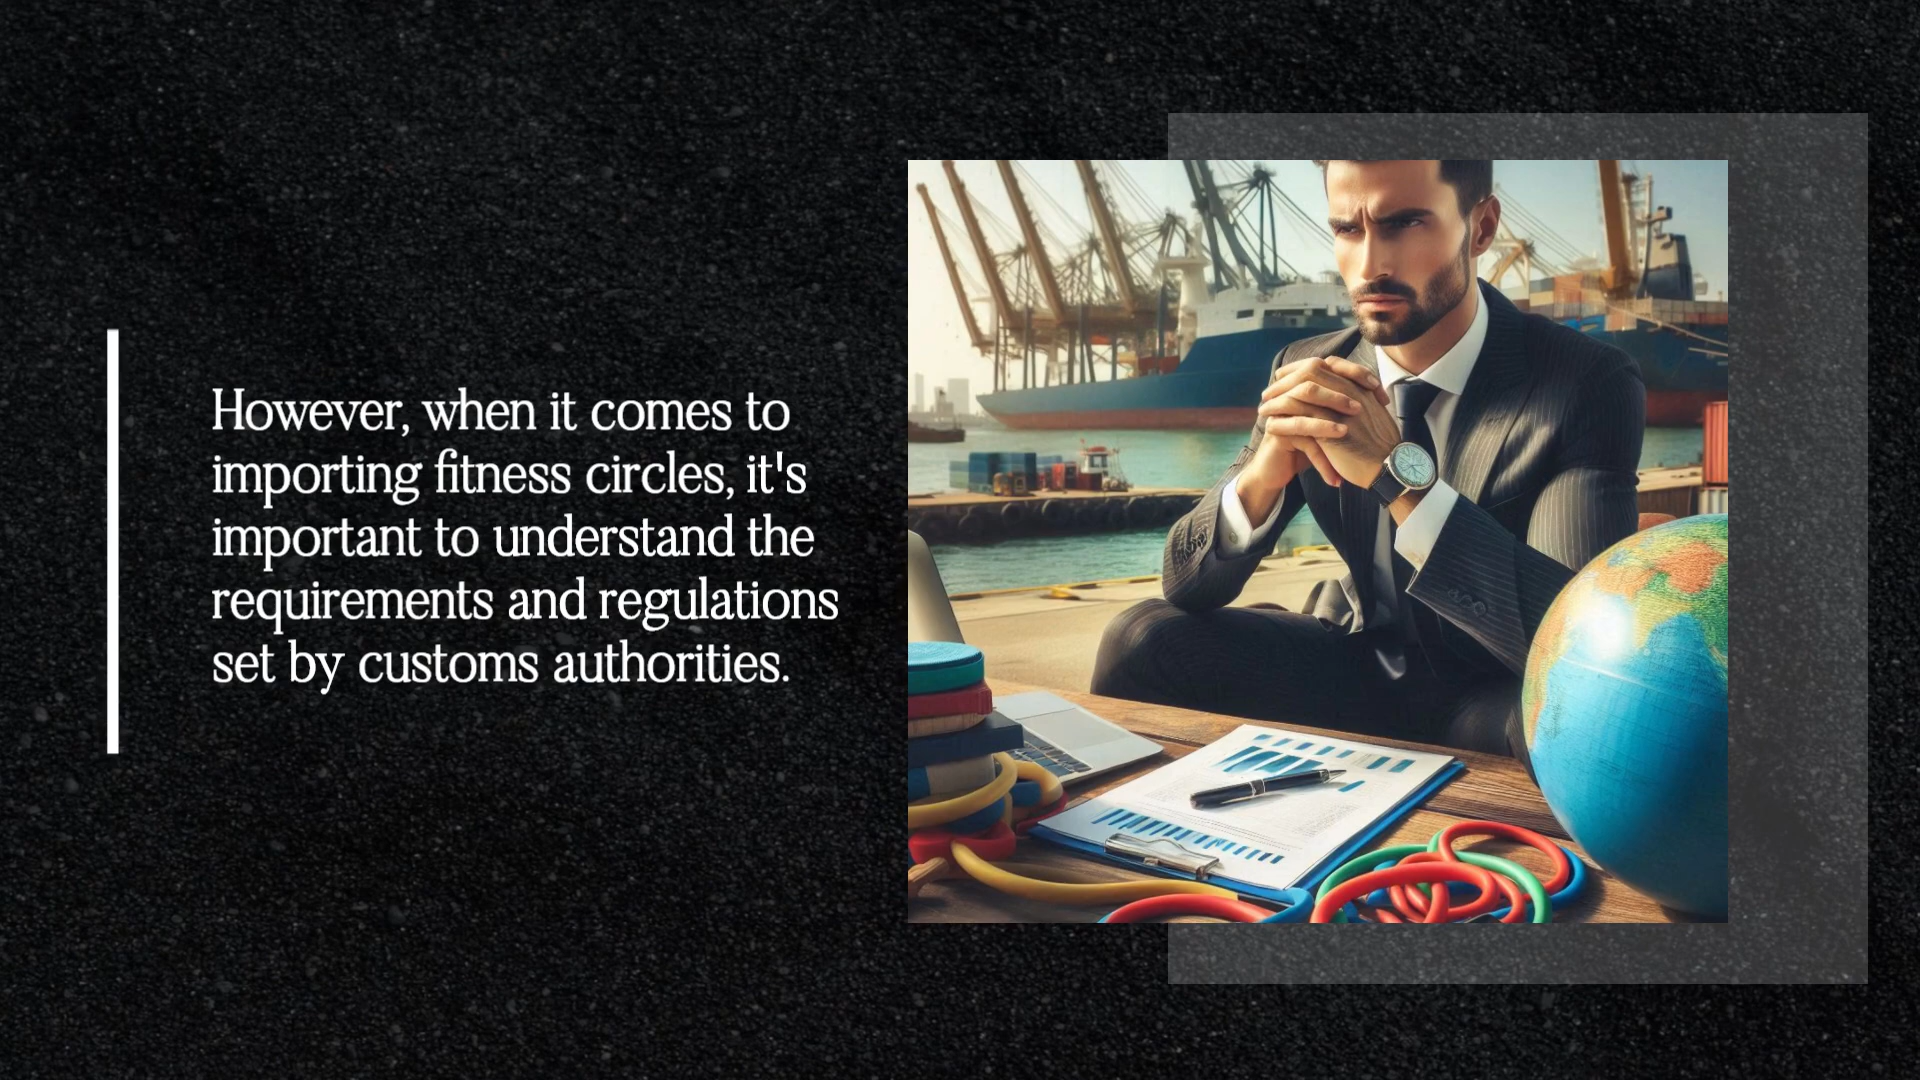 However, when it comes to
importing fitness circles, it's
important to understand the
requirements and regulations
set by customs authorities.